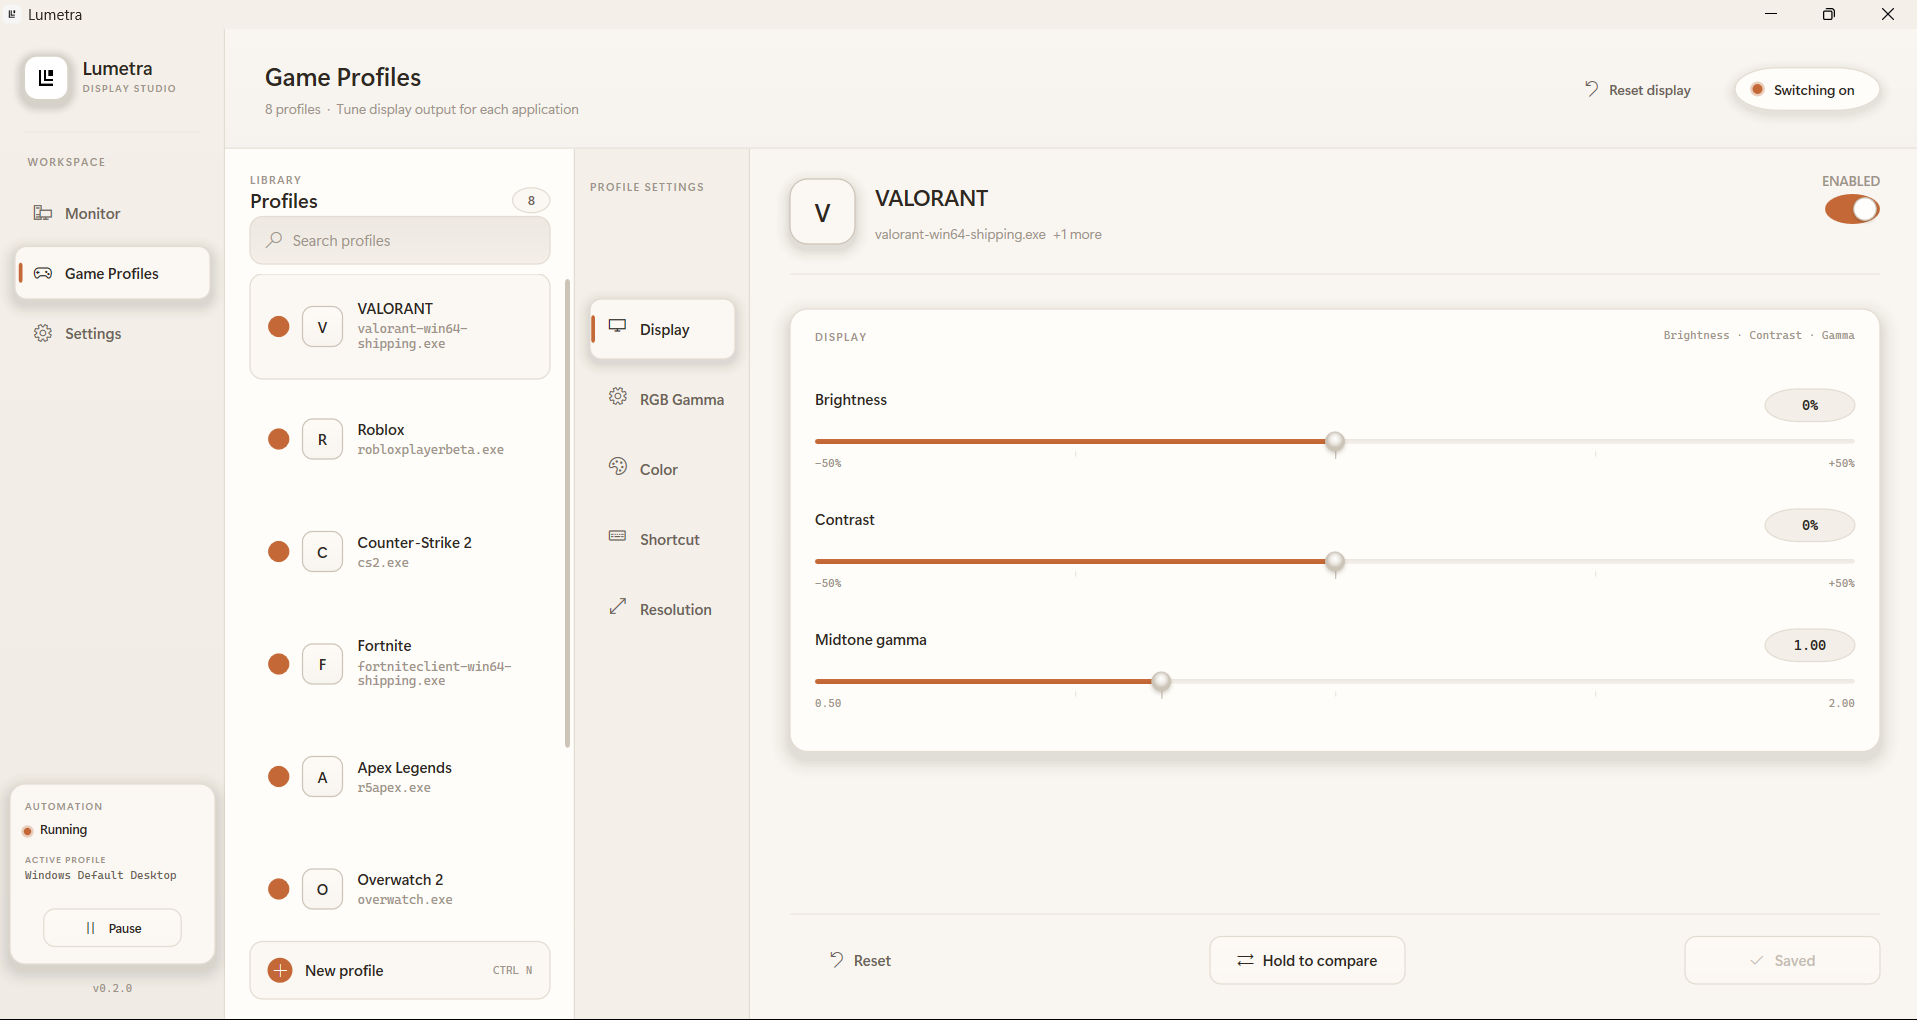 Lumetra
Lumetra
DISPLAY STUDIO
WORKSPACE
Monitor
Game Profiles
Settings
AUTOMATION
Running
ACTIVE PROFILE
Windows Default Desktop
Pause
v0.2.0
Game Profiles
8 profiles · Tune display output for each application
Reset display
Switching on
LIBRARY
Profiles
8
Search profiles
V
VALORANT
valorant-win64-
shipping.exe
R
Roblox
robloxplayerbeta.exe
C
Counter-Strike 2
cs2.exe
F
Fortnite
fortniteclient-win64-
shipping.exe
A
Apex Legends
r5apex.exe
O
Overwatch 2
overwatch.exe
New profile
CTRL N
PROFILE SETTINGS
Display
RGB Gamma
Color
Shortcut
Resolution
V
VALORANT
valorant-win64-shipping.exe +1 more
ENABLED
DISPLAY
Brightness · Contrast · Gamma
Brightness
0%
-50%
+50%
Contrast
0%
-50%
+50%
Midtone gamma
1.00
0.50
2.00
Reset
Hold to compare
Saved